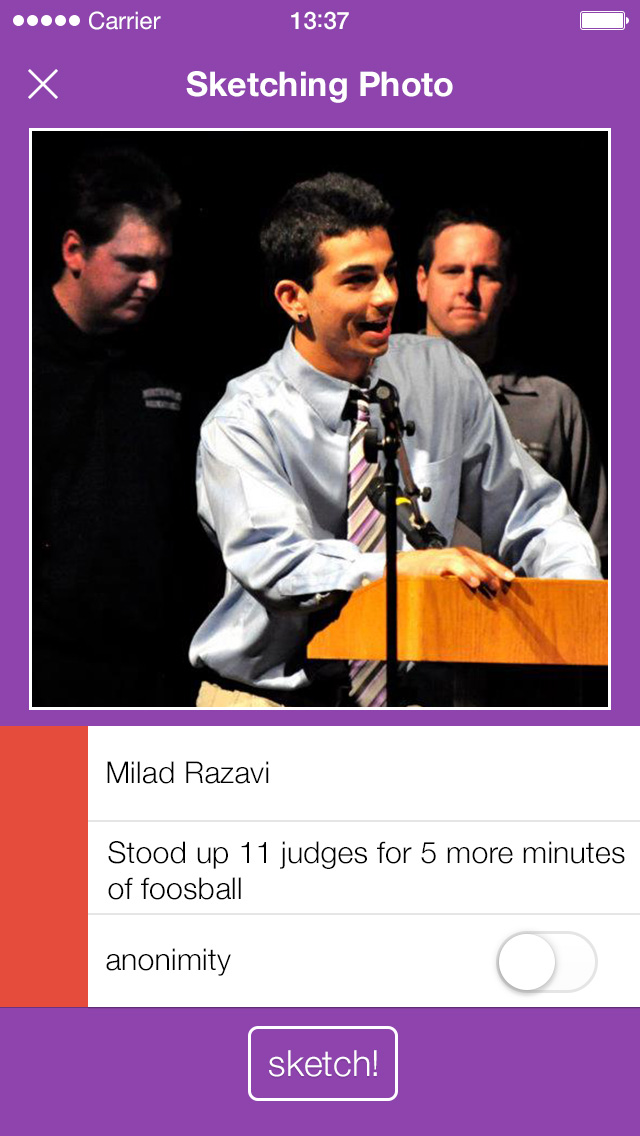 Carrier 13:37
Sketching Photo
Milad Razavi
Stood up 11 judges for 5 more minutes
of foosball
anonimity
sketch!